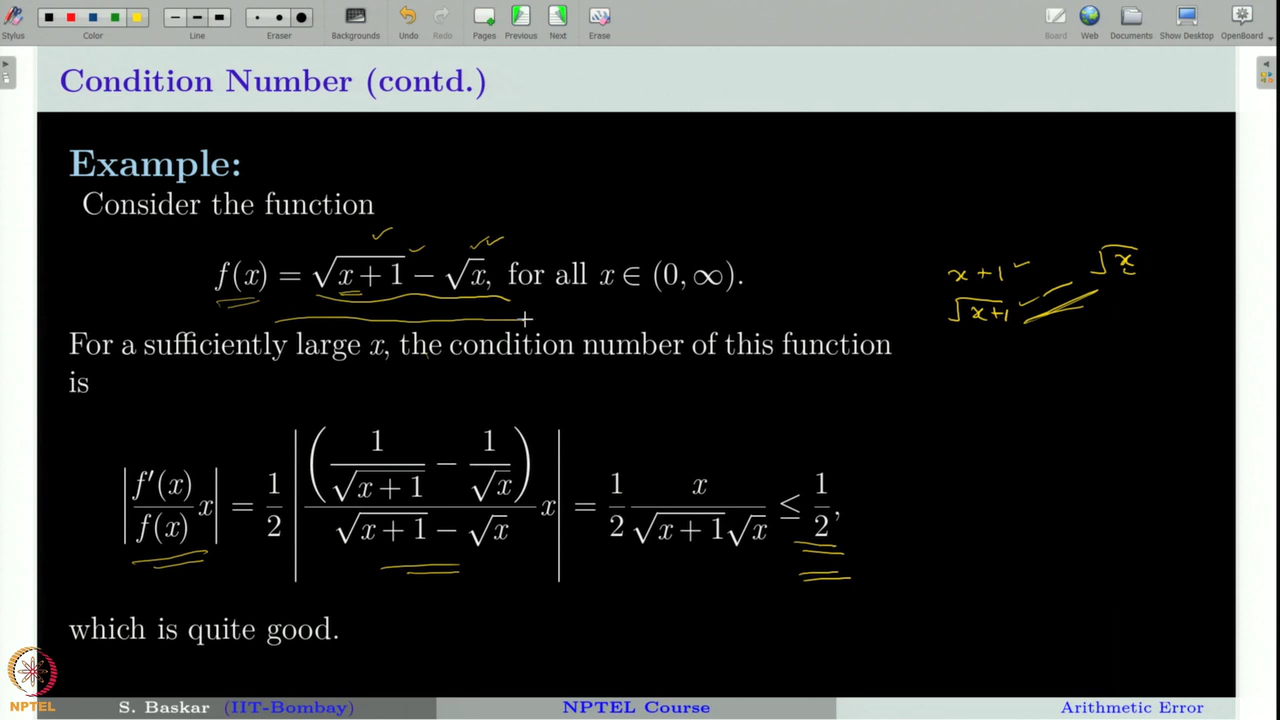 Stylus Color Line Eraser Backgrounds Undo Redo Pages Previous Next Erase Board Web Documents Show Desktop OpenBoard
Condition Number (contd.)
Example:
Consider the function
f(x) = √(x + 1) − √x, for all x ∈ (0, ∞).
x + 1
√x
√(x+1)
For a sufficiently large x, the condition number of this function
is
|f′(x)/f(x) x| = 1/2 |((1/√(x + 1) − 1/√x)/(√(x + 1) − √x)) x| = 1/2 x/(√(x + 1)√x) ≤ 1/2,
which is quite good.
NPTEL
S. Baskar (IIT-Bombay) NPTEL Course Arithmetic Error